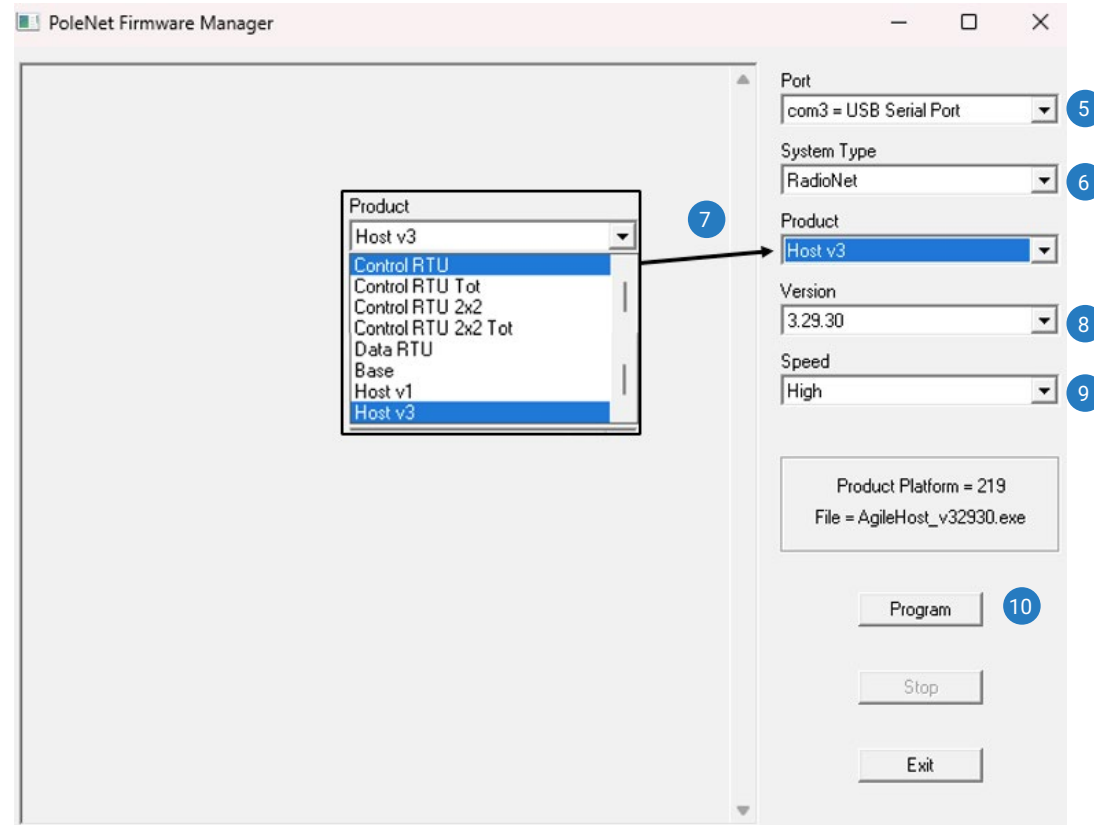 PoleNet Firmware Manager
Port
com3 = USB Serial Port
5
System Type
RadioNet
6
Product
Host v3
Control RTU
Control RTU Tot
Control RTU 2x2
Control RTU 2x2 Tot
Data RTU
Base
Host v1
Host v3
7
Product
Host v3
Version
3.29.30
8
Speed
High
9
Product Platform = 219
File = AgileHost_v32930.exe
Program
10
Stop
Exit